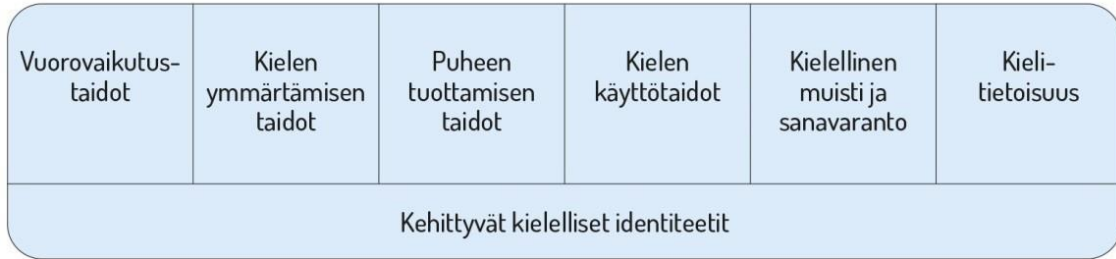 Vuorovaikutus-
taidot
Kielen
ymmärtämisen
taidot
Puheen
tuottamisen
taidot
Kielen
käyttötaidot
Kielellinen
muisti ja
sanavaranto
Kieli-
tietoisuus
Kehittyvät kielelliset identiteetit